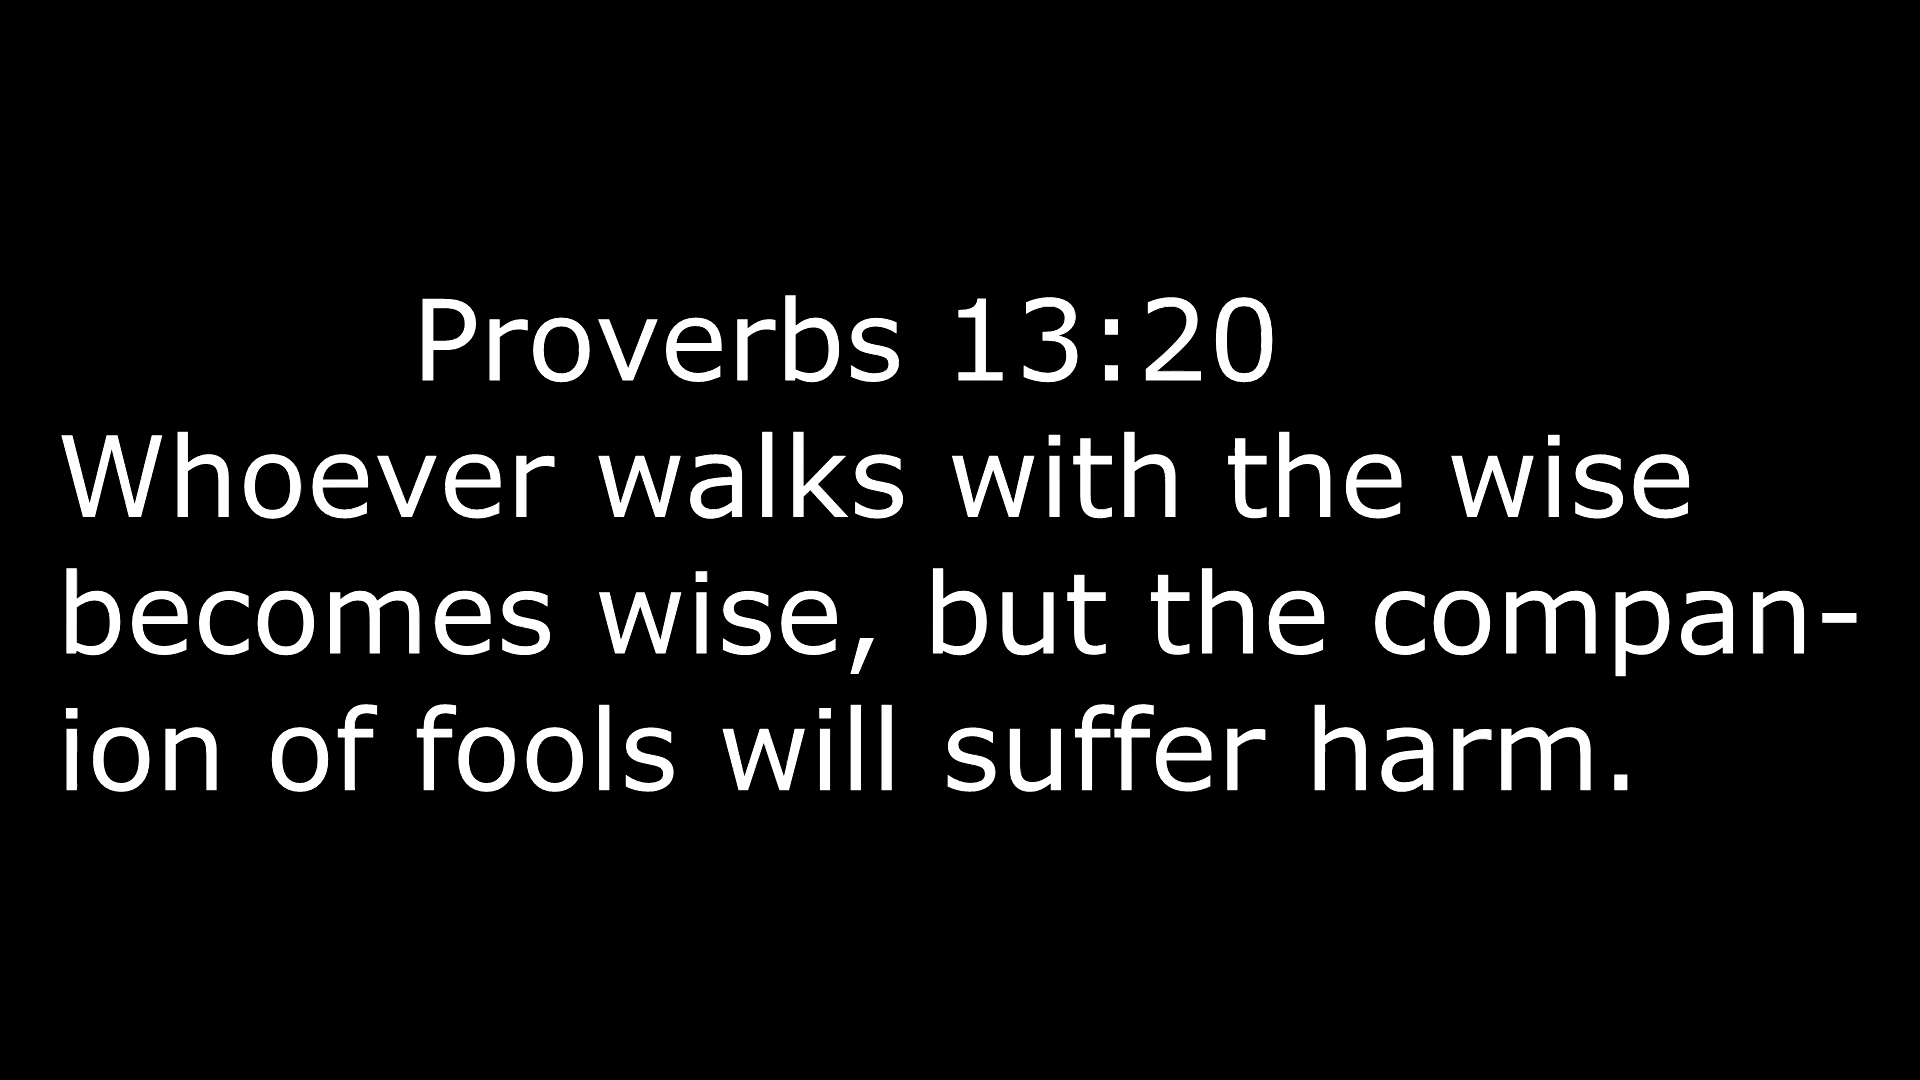 Proverbs 13:20
Whoever walks with the wise
becomes wise, but the compan-
ion of fools will suffer harm.